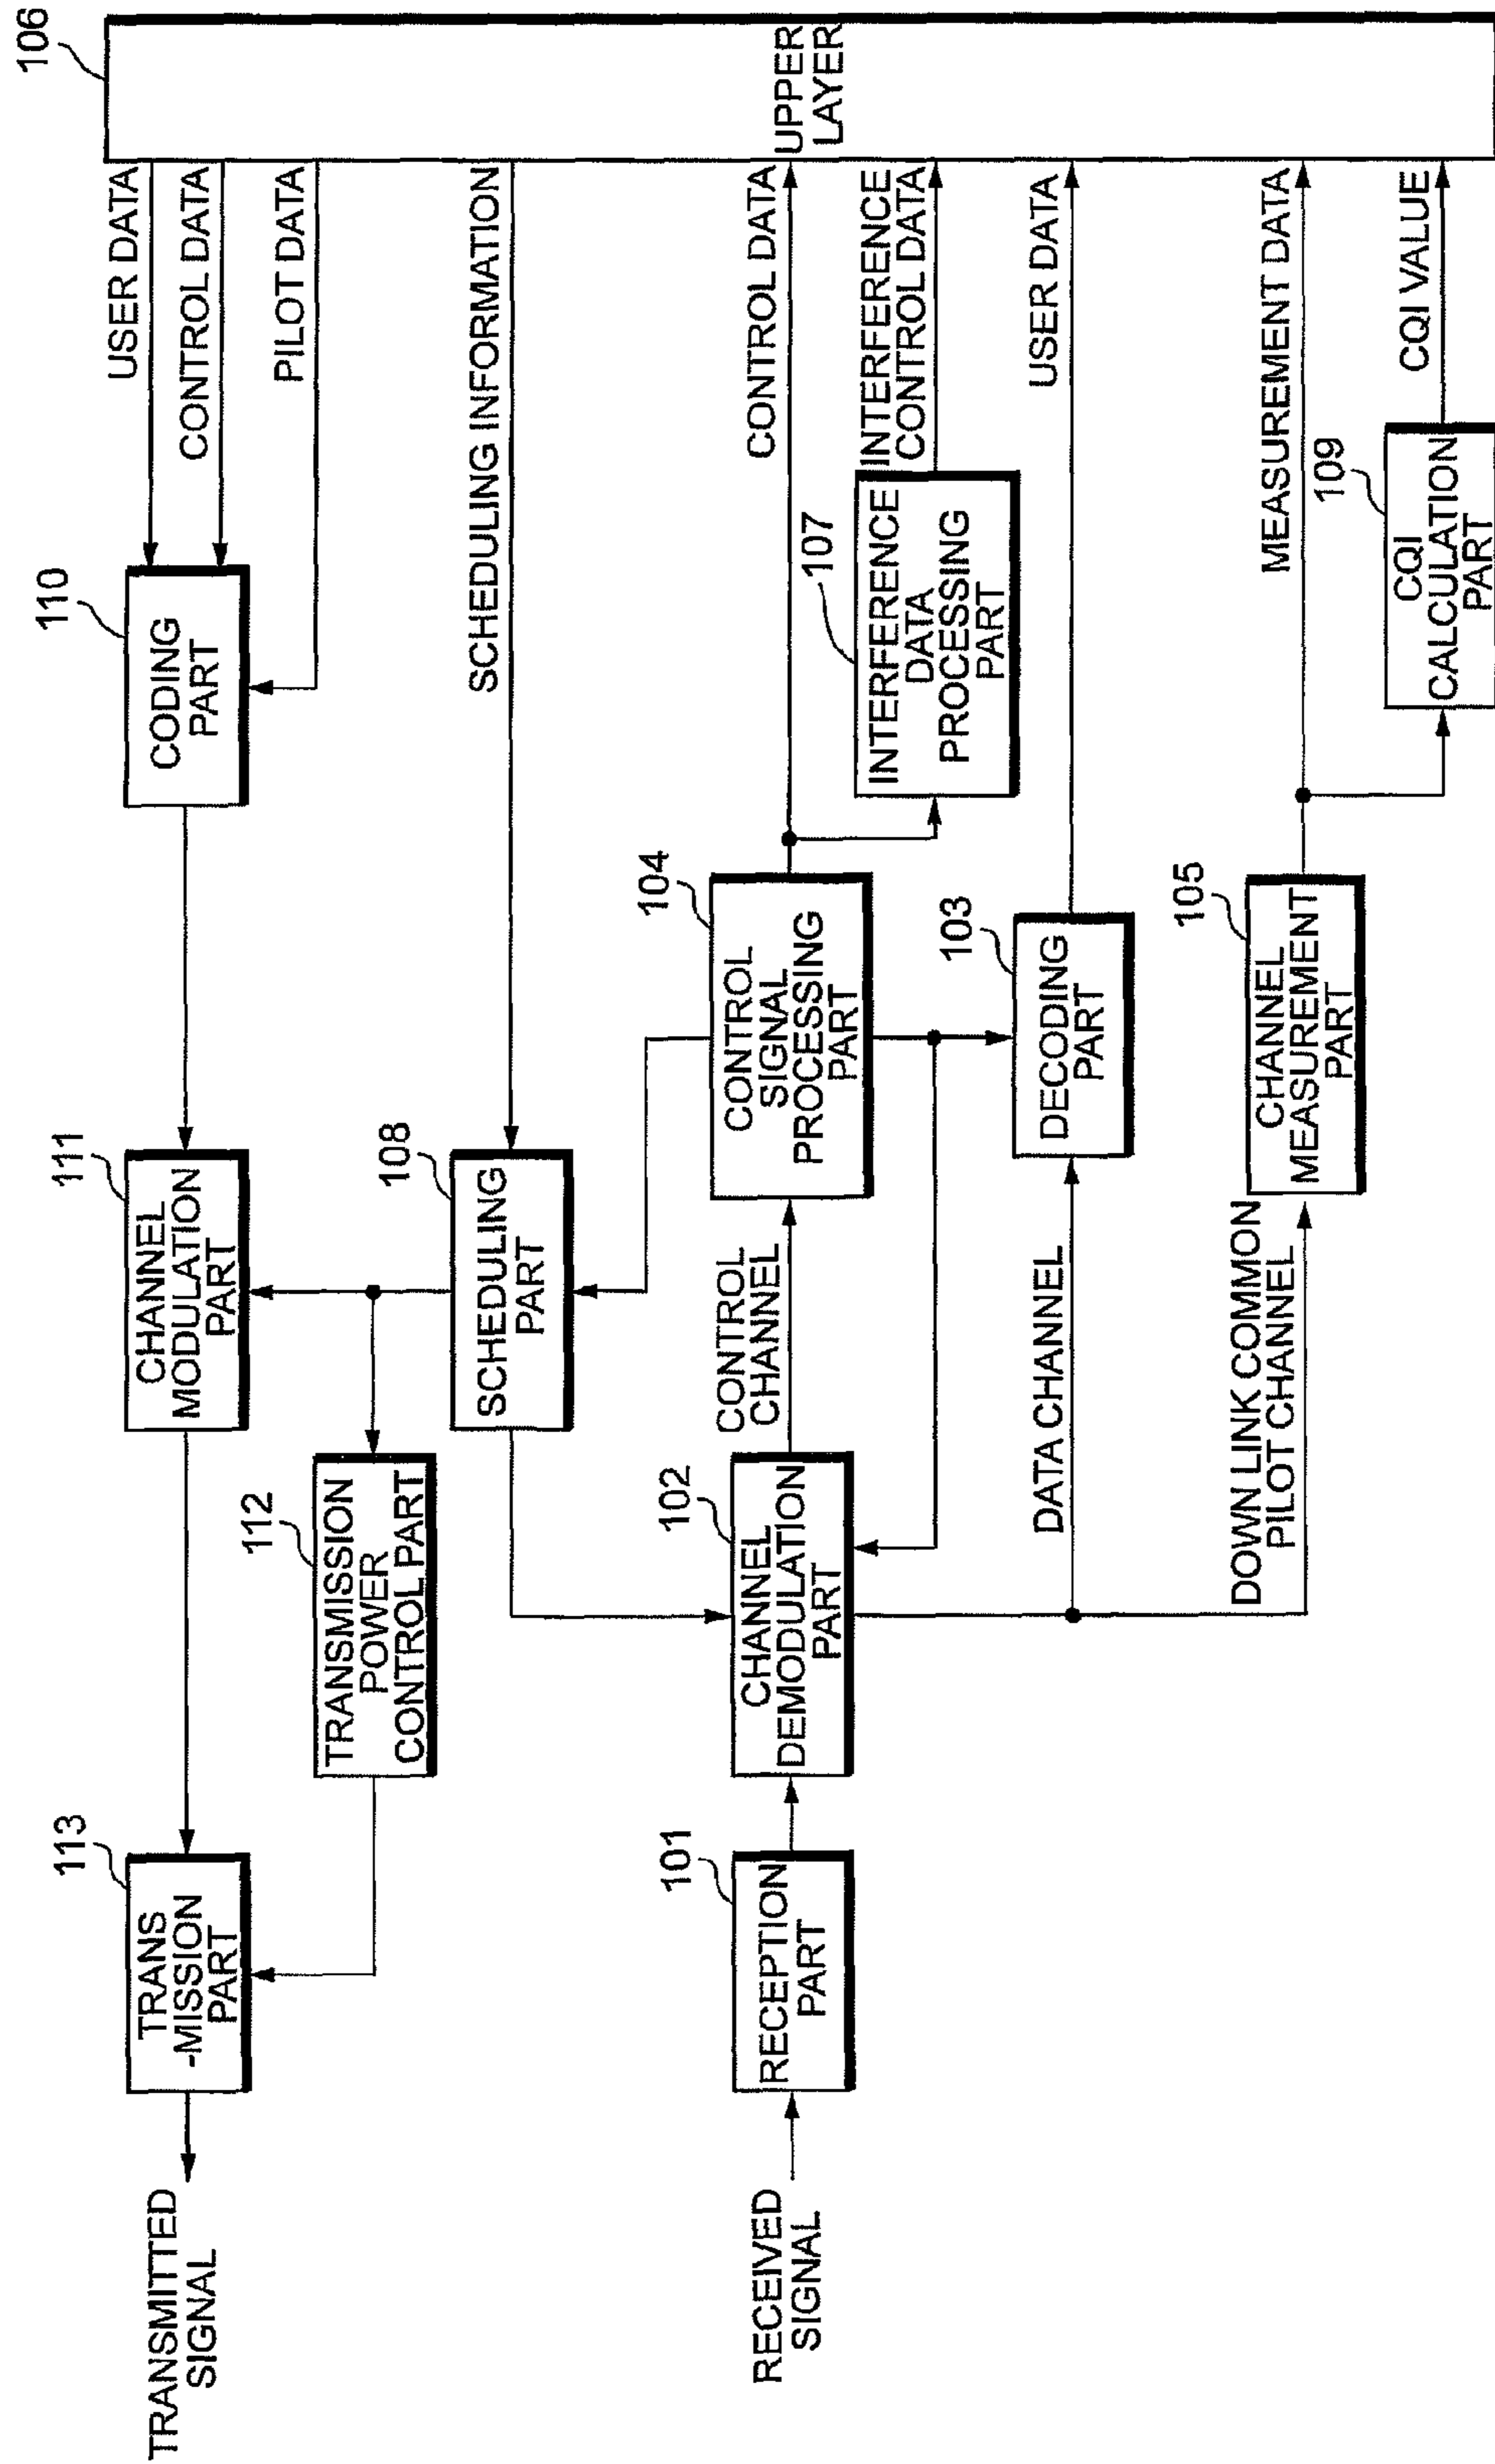 106
UPPER
LAYER
USER DATA
CONTROL DATA
PILOT DATA
SCHEDULING INFORMATION
CONTROL DATA
INTERFERENCE
CONTROL DATA
USER DATA
MEASUREMENT DATA
CQI VALUE
110
CODING
PART
107
INTERFERENCE
DATA
PROCESSING
PART
109
CQI
CALCULATION
PART
111
CHANNEL
MODULATION
PART
108
SCHEDULING
PART
104
CONTROL
SIGNAL
PROCESSING
PART
103
DECODING
PART
105
CHANNEL
MEASUREMENT
PART
112
TRANSMISSION
POWER
CONTROL PART
102
CHANNEL
DEMODULATION
PART
CONTROL
CHANNEL
DATA CHANNEL
DOWN LINK COMMON
PILOT CHANNEL
113
TRANS
-MISSION
PART
101
RECEPTION
PART
TRANSMITTED
SIGNAL
RECEIVED
SIGNAL